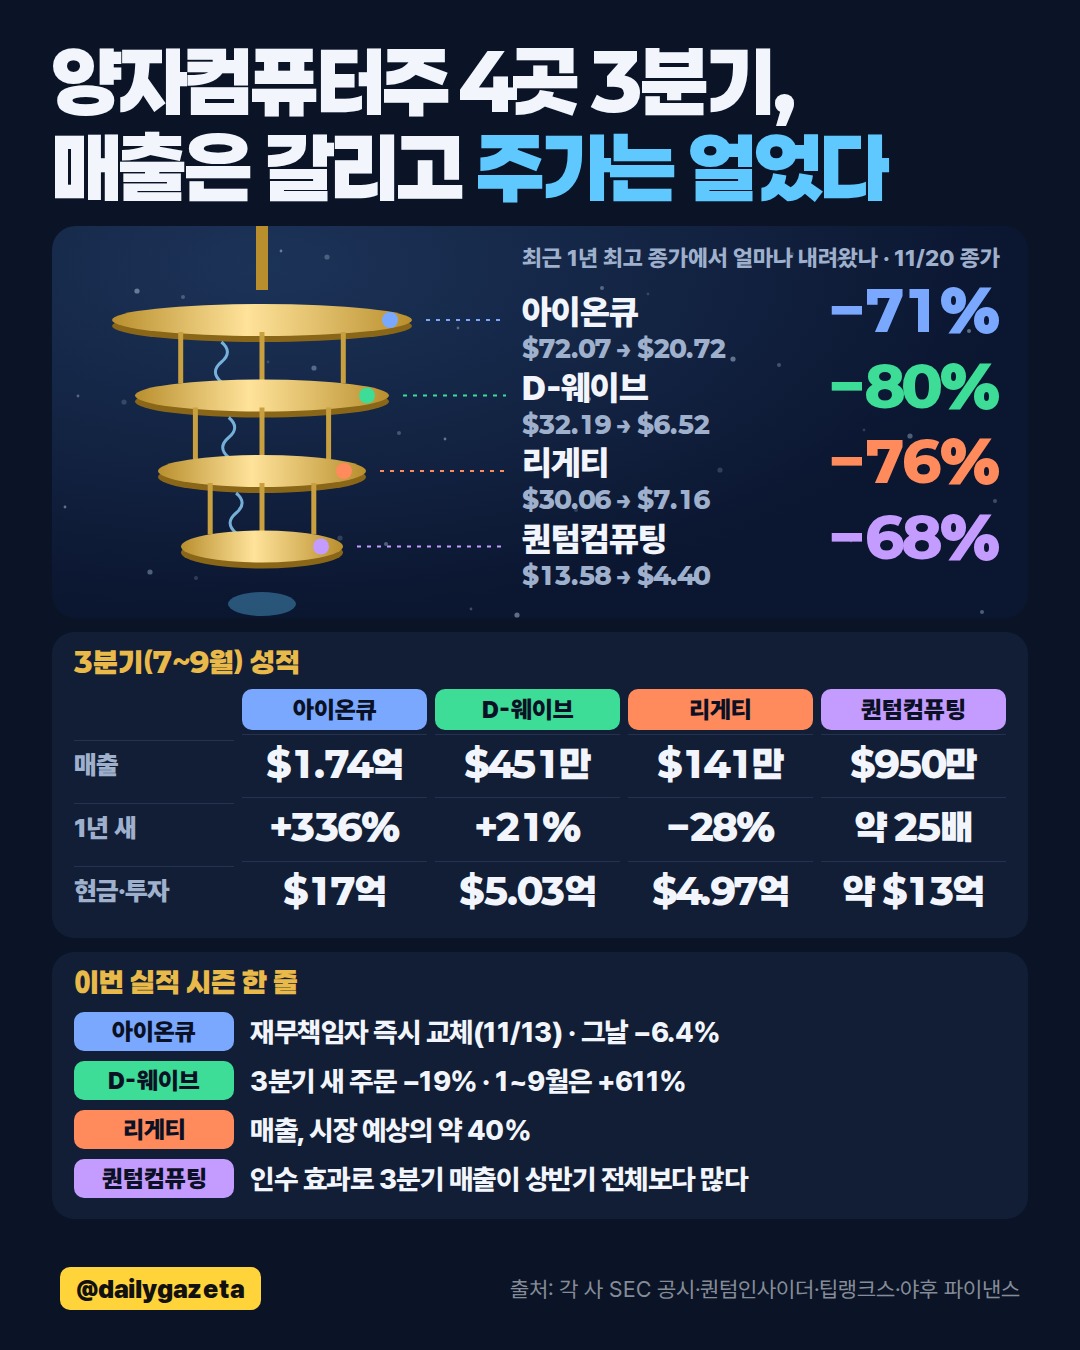 양자컴퓨터주 4곳 3분기,
매출은 갈리고 주가는 얼었다
최근 1년 최고 종가에서 얼마나 내려왔나 · 11/20 종가
아이온큐 −71%
$72.07 → $20.72
D-웨이브 −80%
$32.19 → $6.52
리게티 −76%
$30.06 → $7.16
퀀텀컴퓨팅 −68%
$13.58 → $4.40
3분기(7~9월) 성적
아이온큐 D-웨이브 리게티 퀀텀컴퓨팅
매출 $1.74억 $451만 $141만 $950만
1년 새 +336% +21% −28% 약 25배
현금·투자 $17억 $5.03억 $4.97억 약 $13억
이번 실적 시즌 한 줄
아이온큐 재무책임자 즉시 교체(11/13) · 그날 −6.4%
D-웨이브 3분기 새 주문 −19% · 1~9월은 +611%
리게티 매출, 시장 예상의 약 40%
퀀텀컴퓨팅 인수 효과로 3분기 매출이 상반기 전체보다 많다
@dailygazeta
출처: 각 사 SEC 공시·퀀텀인사이더·팁랭크스·야후 파이낸스